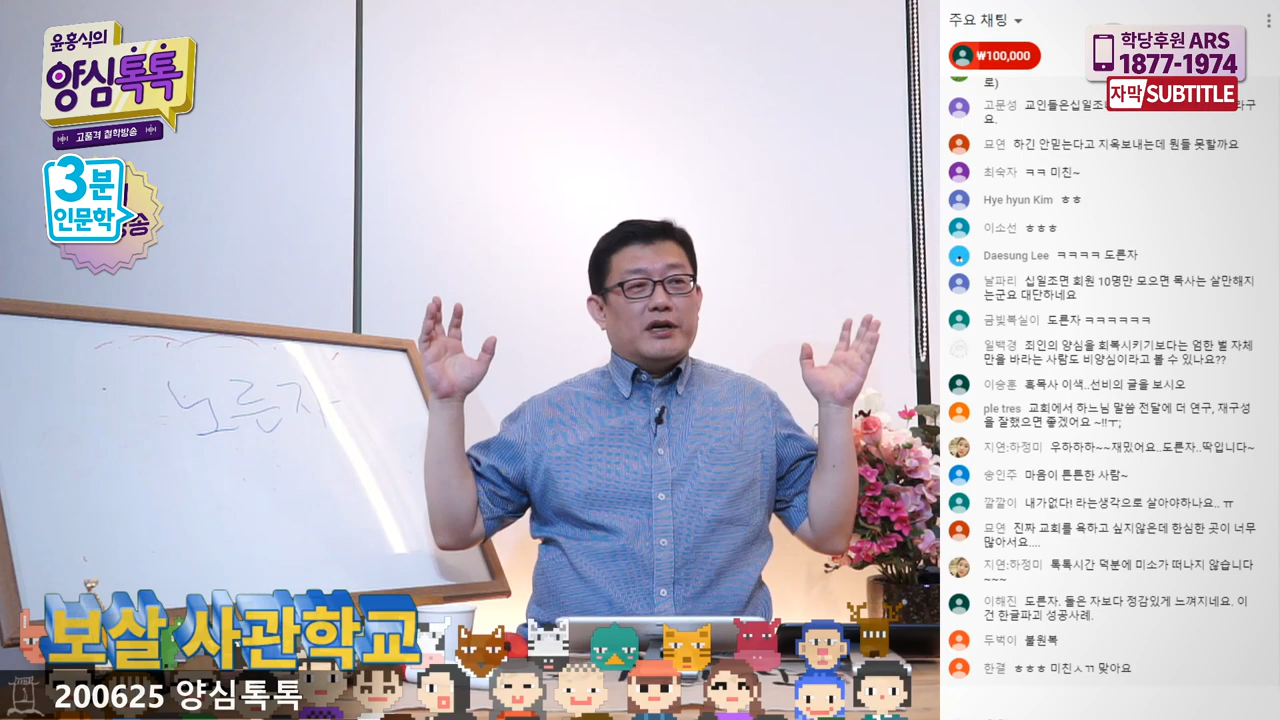 윤홍식의
양심톡톡
고품격 철학방송
3분
인문학
송
노른자
보살 사관학교
200625 양심톡톡
주요 채팅
₩100,000
학당후원 ARS
1877-1974
자막 SUBTITLE
로)
고문성 교인들은십일조 라구
요.
묘연 하긴 안믿는다고 지옥보내는데 뭔들 못할까요
최숙자 ㅋㅋ 미친~
Hye hyun Kim ㅎㅎ
이소선 ㅎㅎㅎ
Daesung Lee ㅋㅋㅋㅋ 도른자
날파리 십일조면 회원 10명만 모으면 목사는 살만해지
는군요 대단하네요
금빛복실이 도른자 ㅋㅋㅋㅋㅋㅋ
일백경 죄인의 양심을 회복시키기보다는 엄한 벌 자체
만을 바라는 사람도 비양심이라고 볼 수 있나요??
이승훈 혹목사 이색..선비의 글을 보시오
ple tres 교회에서 하느님 말씀 전달에 더 연구, 재구성
을 잘했으면 좋겠어요 ~!!ㅜ;
지연:하정미 우하하하~~재밌어요..도른자..딱입니다~
송인주 마음이 튼튼한 사람~
깔깔이 내가없다! 라는생각으로 살아야하나요.. ㅠ
묘연 진짜 교회를 욕하고 싶지않은데 한심한 곳이 너무
많아서요....
지연:하정미 톡톡시간 덕분에 미소가 떠나지 않습니다
~~~
이해진 도른자. 돌은 자보다 정감있게 느껴지네요. 이
건 한글파괴 성공사례.
두벅이 불원복
한결 ㅎㅎㅎ 미친ㅅㄲ 맞아요